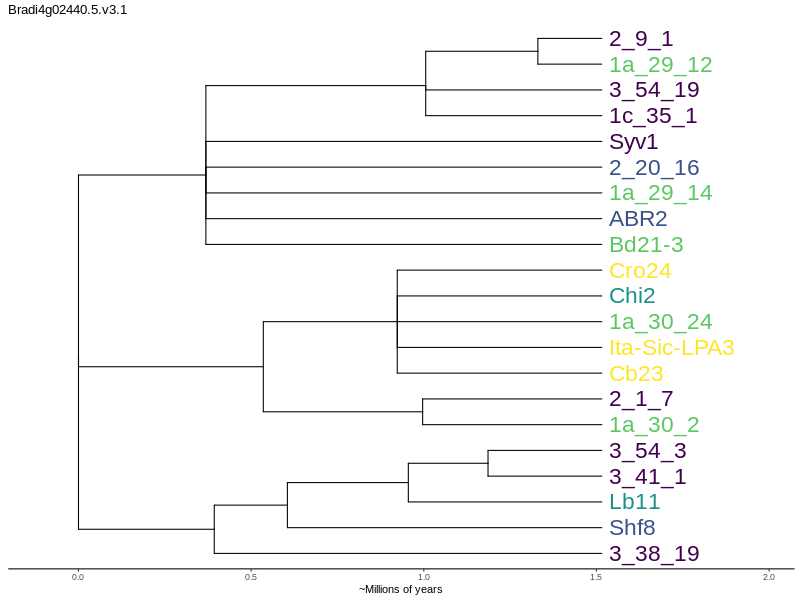 Bradi4g02440.5.v3.1
2_9_1
1a_29_12
3_54_19
1c_35_1
Syv1
2_20_16
1a_29_14
ABR2
Bd21-3
Cro24
Chi2
1a_30_24
Ita-Sic-LPA3
Cb23
2_1_7
1a_30_2
3_54_3
3_41_1
Lb11
Shf8
3_38_19
0.0 0.5 1.0 1.5 2.0
~Millions of years